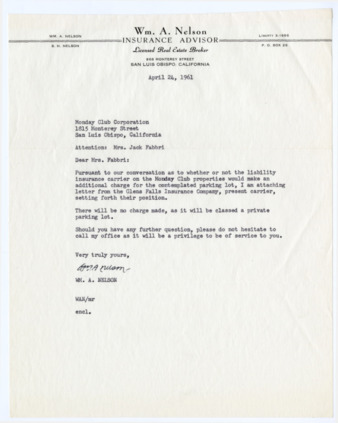 Wm. A. Nelson
INSURANCE ADVISOR
Licensed Real Estate Broker
WM. A. NELSON
MONTEREY STREET
P. O. BOX
SAN LUIS OBISPO, CALIFORNIA
April 24, 1961
Monday Club Corporation
1815 Monterey Street
San Luis Obispo, California
Attention: Mrs. Jack Fabbri
Dear Mrs. Fabbri:
Pursuant to our conversation as to whether or not the liability
insurance carrier on the Monday Club properties would make an
additional charge for the contemplated parking lot, I am attaching
letter from the Glens Falls Insurance Company, present carrier,
setting forth their position.
There will be no charge made, as it will be classed a private
parking lot.
Should you have any further question, please do not hesitate to
call my office as it will be a privilege to be of service to you.
Very truly yours,
Wm A Nelson
WM. A. NELSON
WAN/mr
encl.